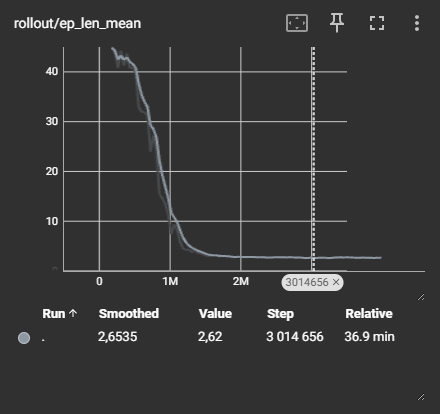 rollout/ep_len_mean
40
30
20
10
0
0 1M 2M 3014656 ×
Run ↑ Smoothed Value Step Relative
. 2,6535 2,62 3 014 656 36.9 min